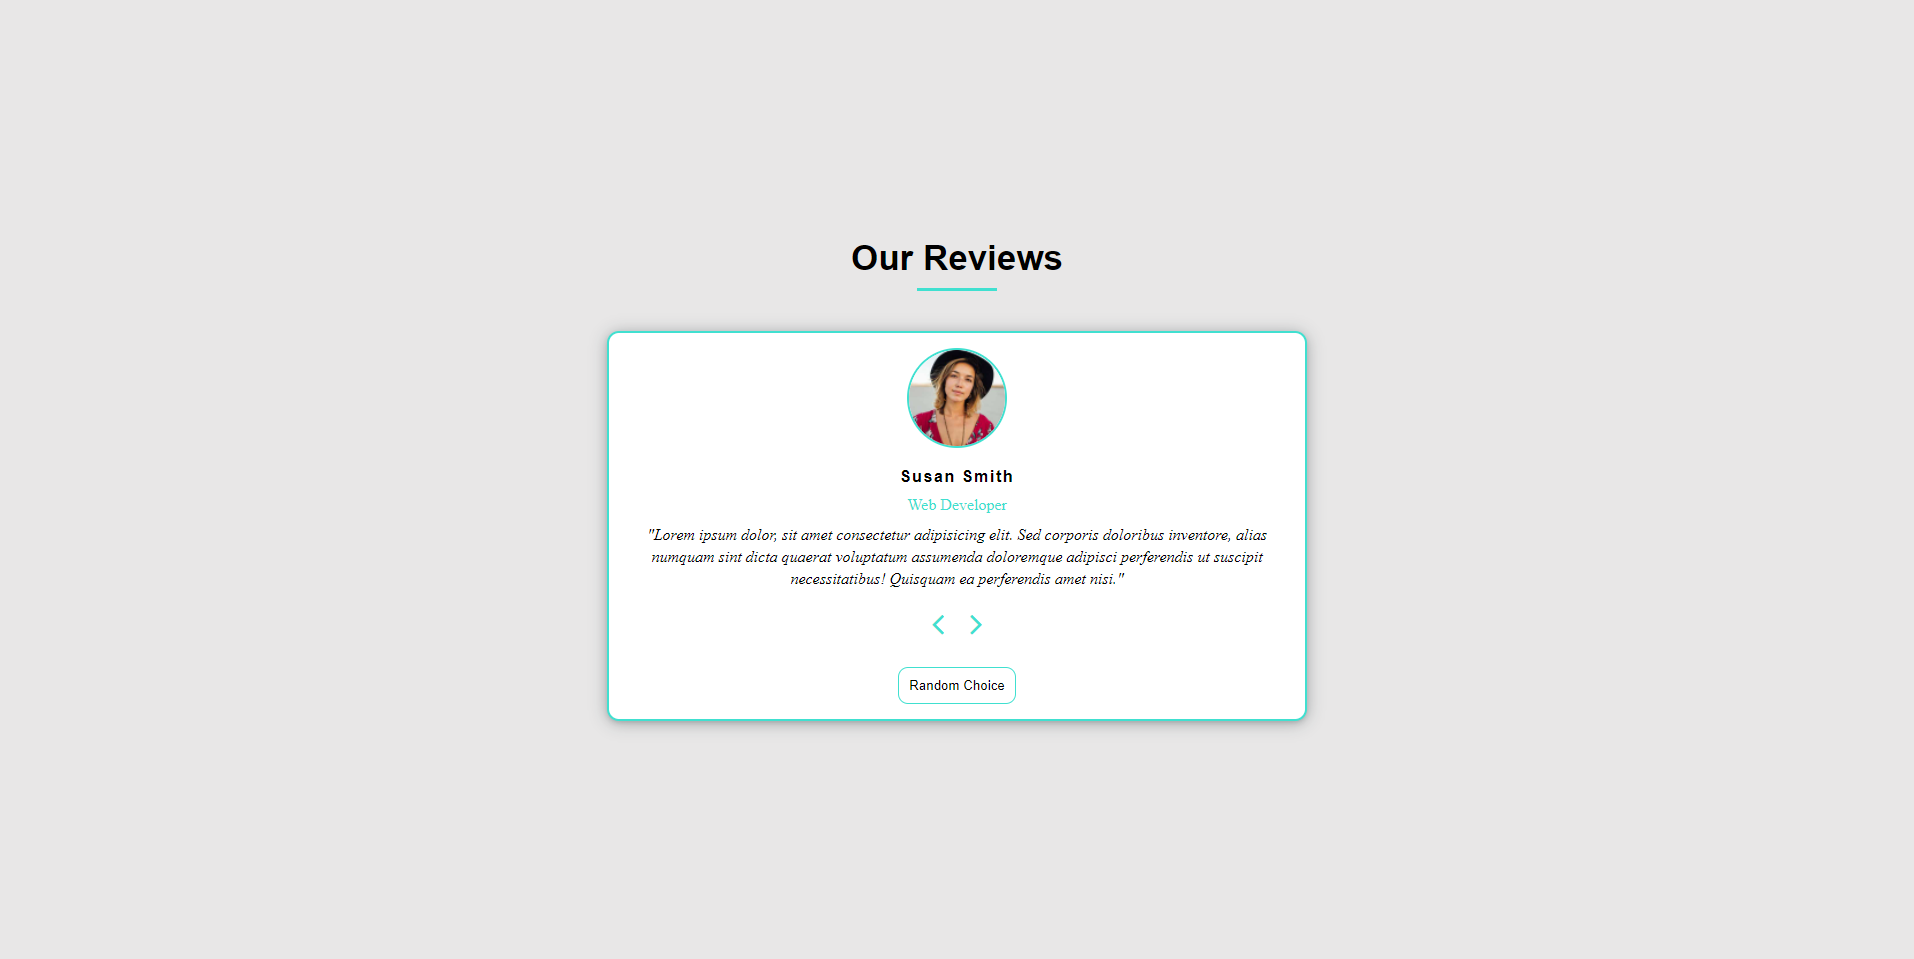 Our Reviews
Susan Smith
Web Developer
"Lorem ipsum dolor, sit amet consectetur adipisicing elit. Sed corporis doloribus inventore, alias
numquam sint dicta quaerat voluptatum assumenda doloremque adipisci perferendis ut suscipit
necessitatibus! Quisquam ea perferendis amet nisi."
Random Choice